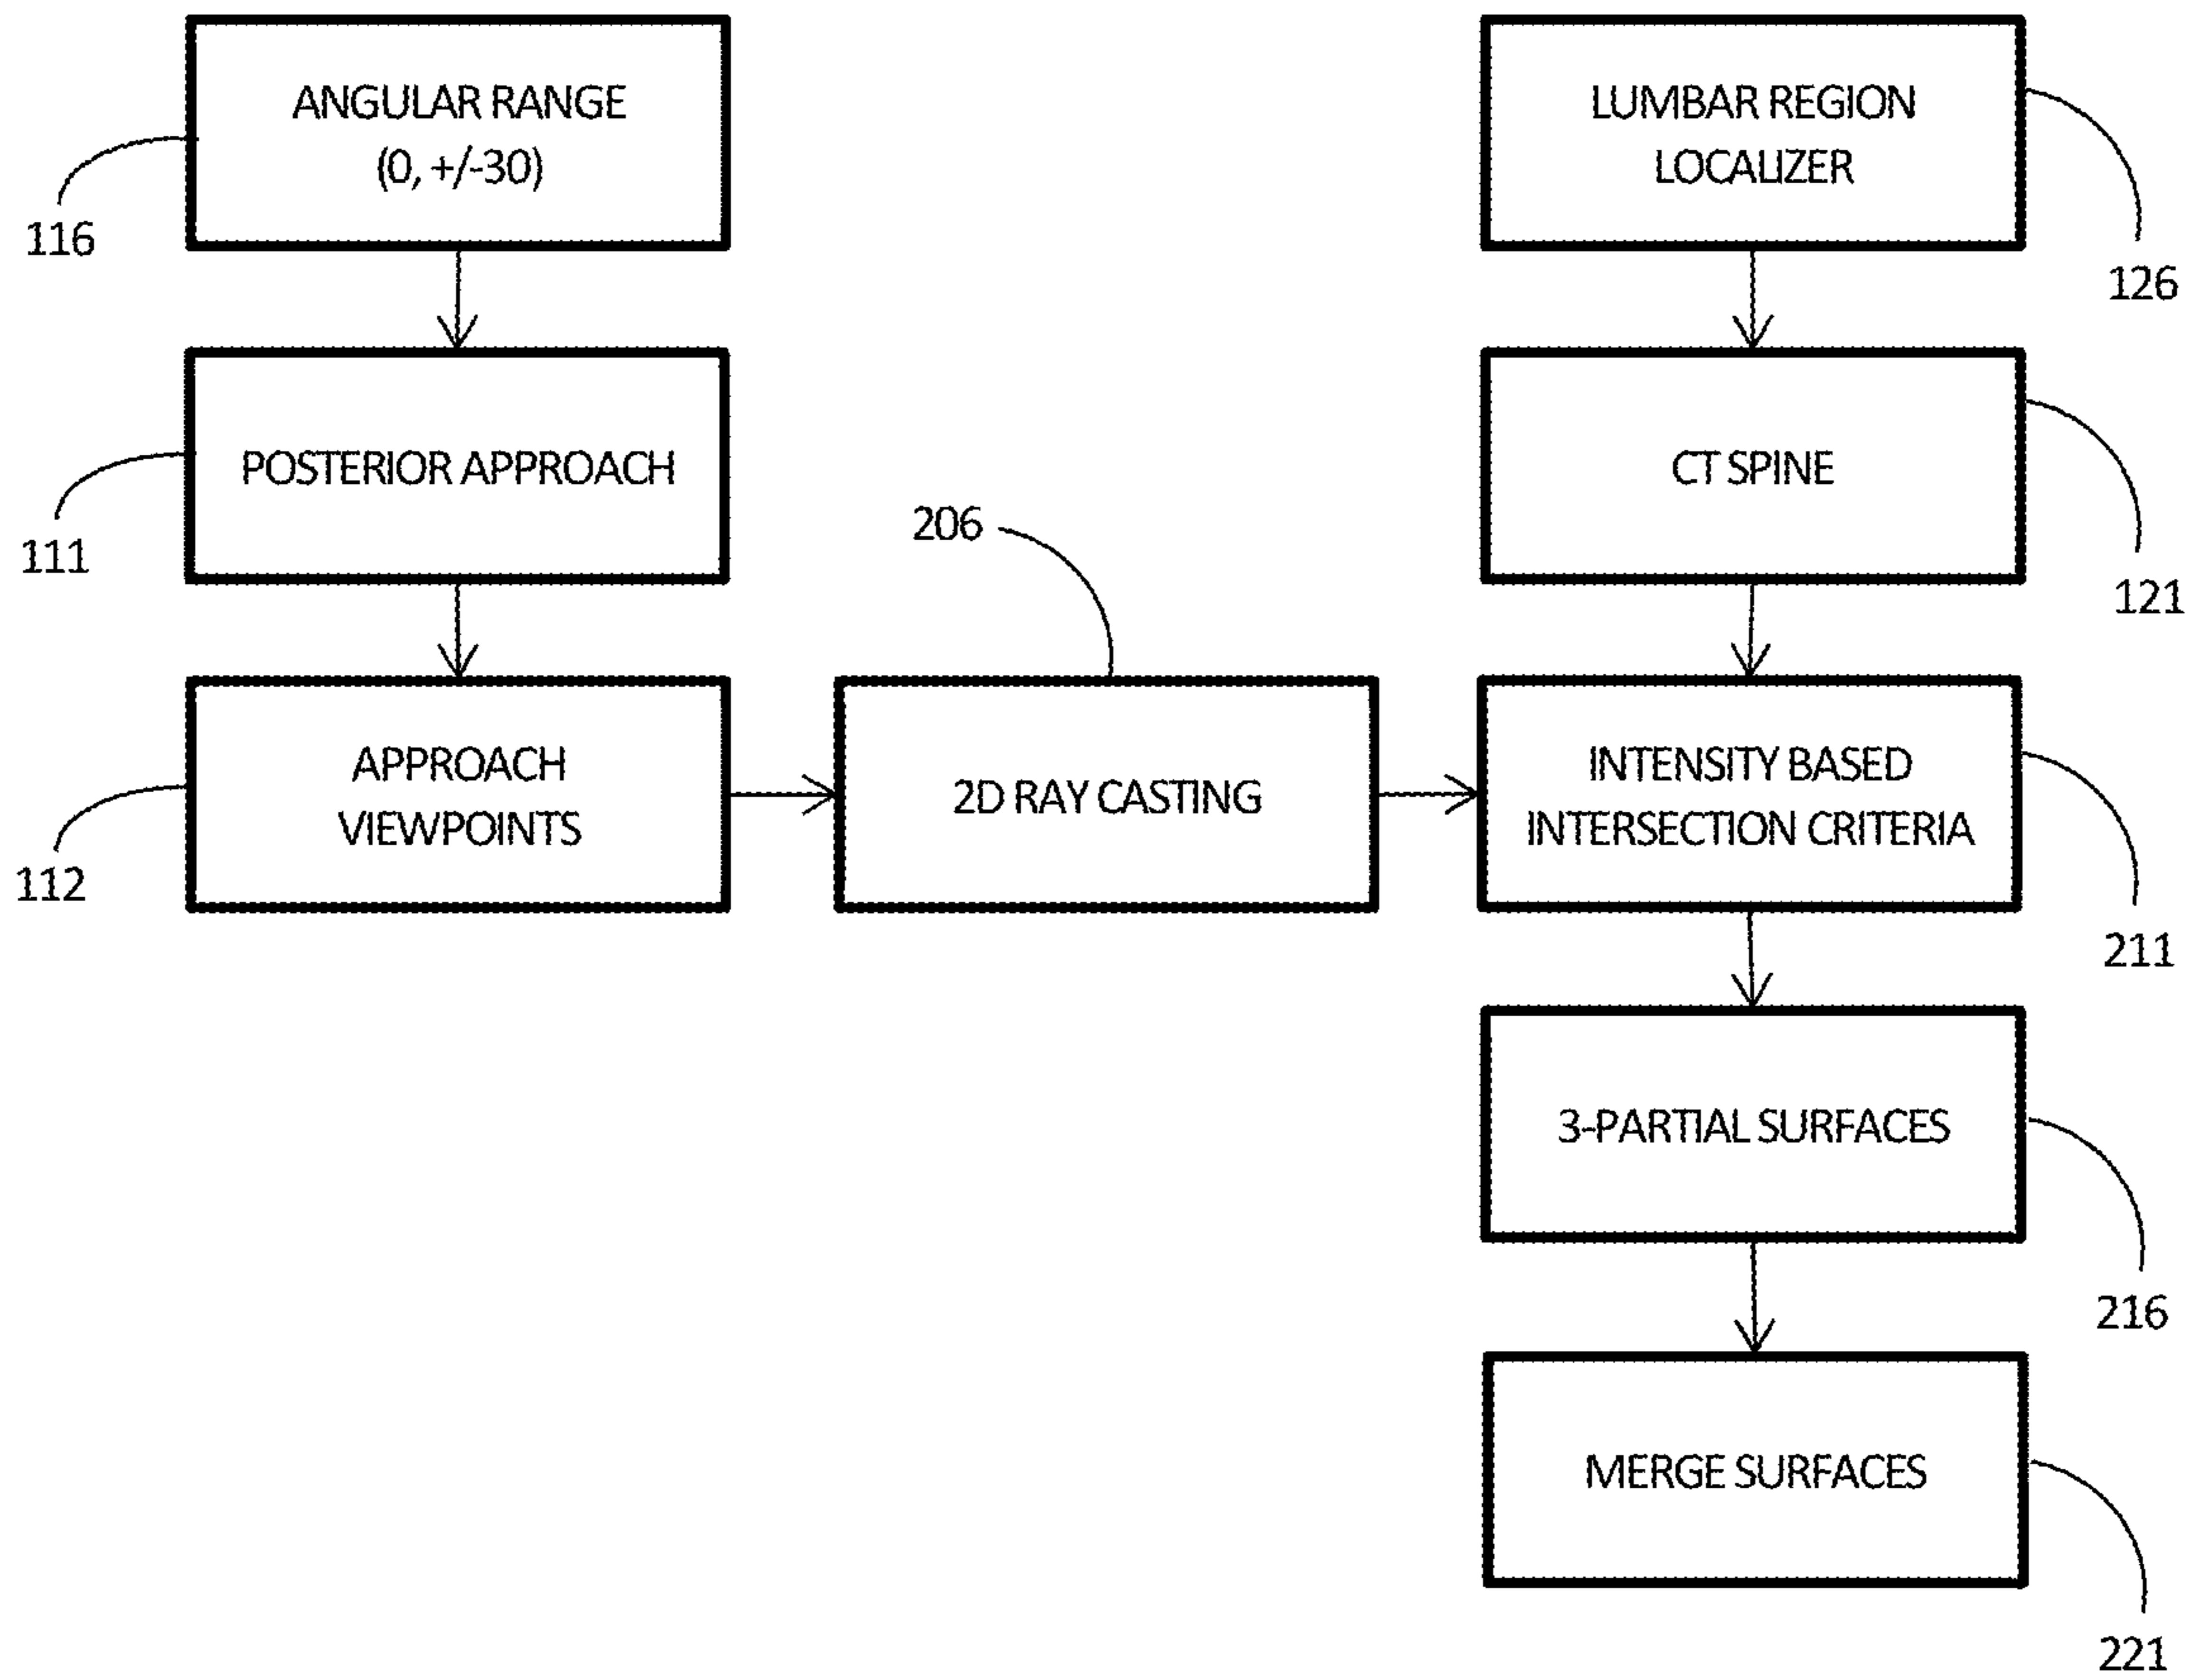 ANGULAR RANGE
(0, +/-30)
116
POSTERIOR APPROACH
111
APPROACH
VIEWPOINTS
112
206
2D RAY CASTING
LUMBAR REGION
LOCALIZER
126
CT SPINE
121
INTENSITY BASED
INTERSECTION CRITERIA
211
3-PARTIAL SURFACES
216
MERGE SURFACES
221